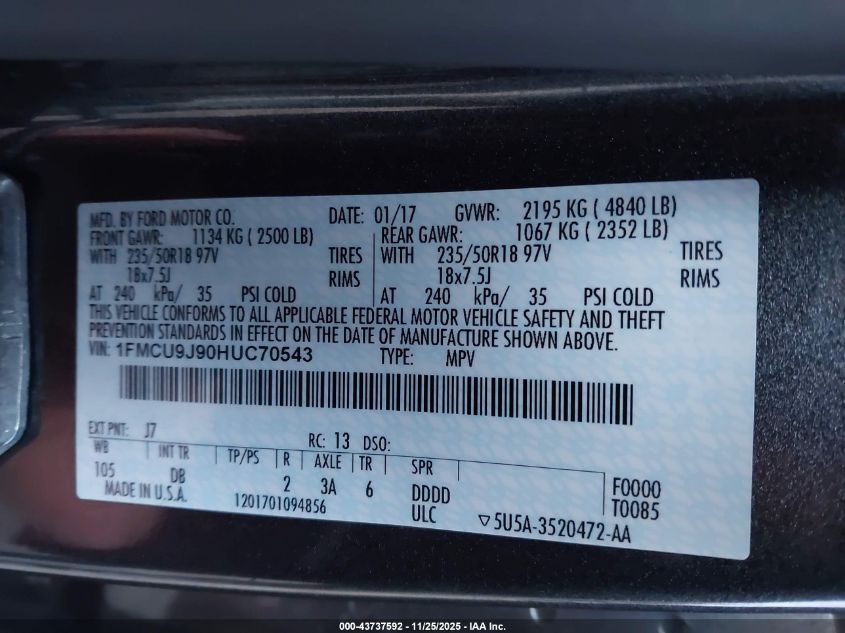 MFD. BY FORD MOTOR CO. DATE: 01/17 GVWR: 2195 KG ( 4840 LB)
FRONT GAWR: 1134 KG ( 2500 LB) REAR GAWR: 1067 KG ( 2352 LB)
WITH 235/50R18 97V TIRES WITH 235/50R18 97V TIRES
18x7.5J RIMS 18x7.5J RIMS
AT 240 kPa/ 35 PSI COLD AT 240 kPa/ 35 PSI COLD
THIS VEHICLE CONFORMS TO ALL APPLICABLE FEDERAL MOTOR VEHICLE SAFETY AND THEFT
PREVENTION STANDARDS IN EFFECT ON THE DATE OF MANUFACTURE SHOWN ABOVE.
VIN: 1FMCU9J90HUC70543 TYPE: MPV
EXT PNT: J7 RC: 13 DSO:
WB INT TR TP/PS R AXLE TR SPR
105 DB 2 3A 6 DDDD F0000
MADE IN U.S.A. 1201701094856 ULC T0085
▽5U5A-3520472-AA
000-43737592 - 11/25/2025 - IAA Inc.